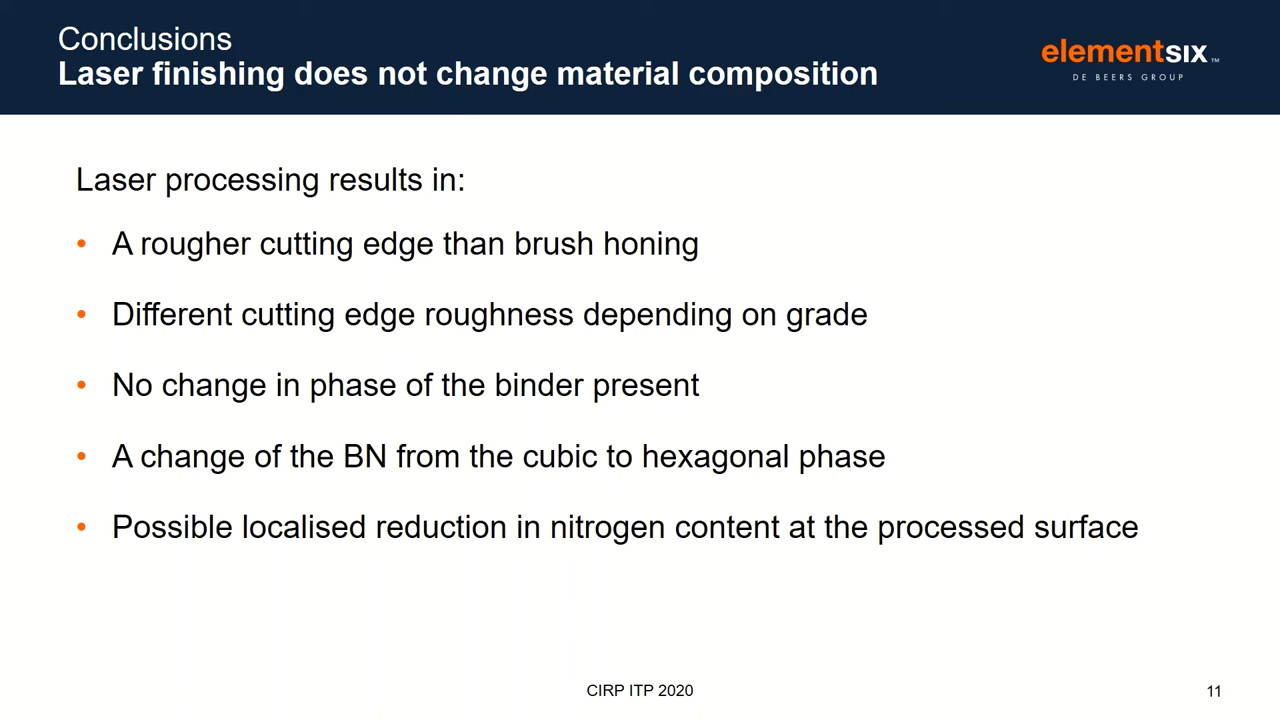 Conclusions
Laser finishing does not change material composition
elementsix™
DE BEERS GROUP
Laser processing results in:
• A rougher cutting edge than brush honing
• Different cutting edge roughness depending on grade
• No change in phase of the binder present
• A change of the BN from the cubic to hexagonal phase
• Possible localised reduction in nitrogen content at the processed surface
CIRP ITP 2020
11